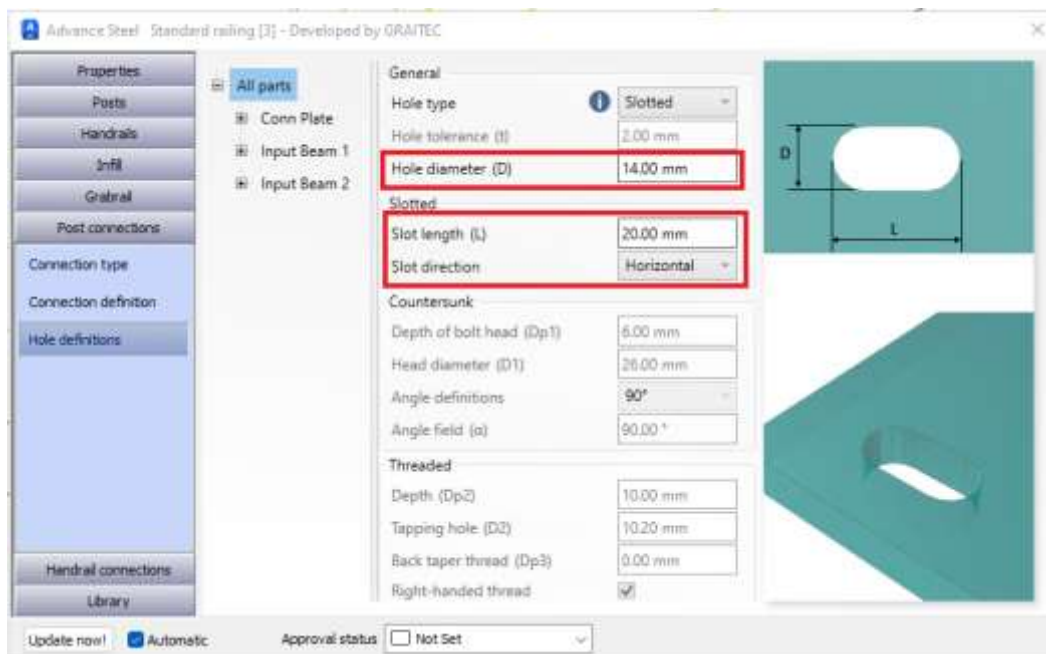 Advance Steel Standard railing [3] - Developed by GRAITEC
Properties
Posts
Handrails
Infill
Grabrail
Post connections
Connection type
Connection definition
Hole definitions
Handrail connections
Library
All parts
Conn Plate
Input Beam 1
Input Beam 2
General
Hole type Slotted
Hole tolerance (t) 2.00 mm
Hole diameter (D) 14.00 mm
Slotted
Slot length (L) 20.00 mm
Slot direction Horizontal
Countersunk
Depth of bolt head (Dp1) 6.00 mm
Head diameter (D1) 26.00 mm
Angle definitions 90°
Angle field (α) 90.00 °
Threaded
Depth (Dp2) 10.00 mm
Tapping hole (D2) 10.20 mm
Back taper thread (Dp3) 0.00 mm
Right-handed thread
D
L
Update now! Automatic Approval status Not Set